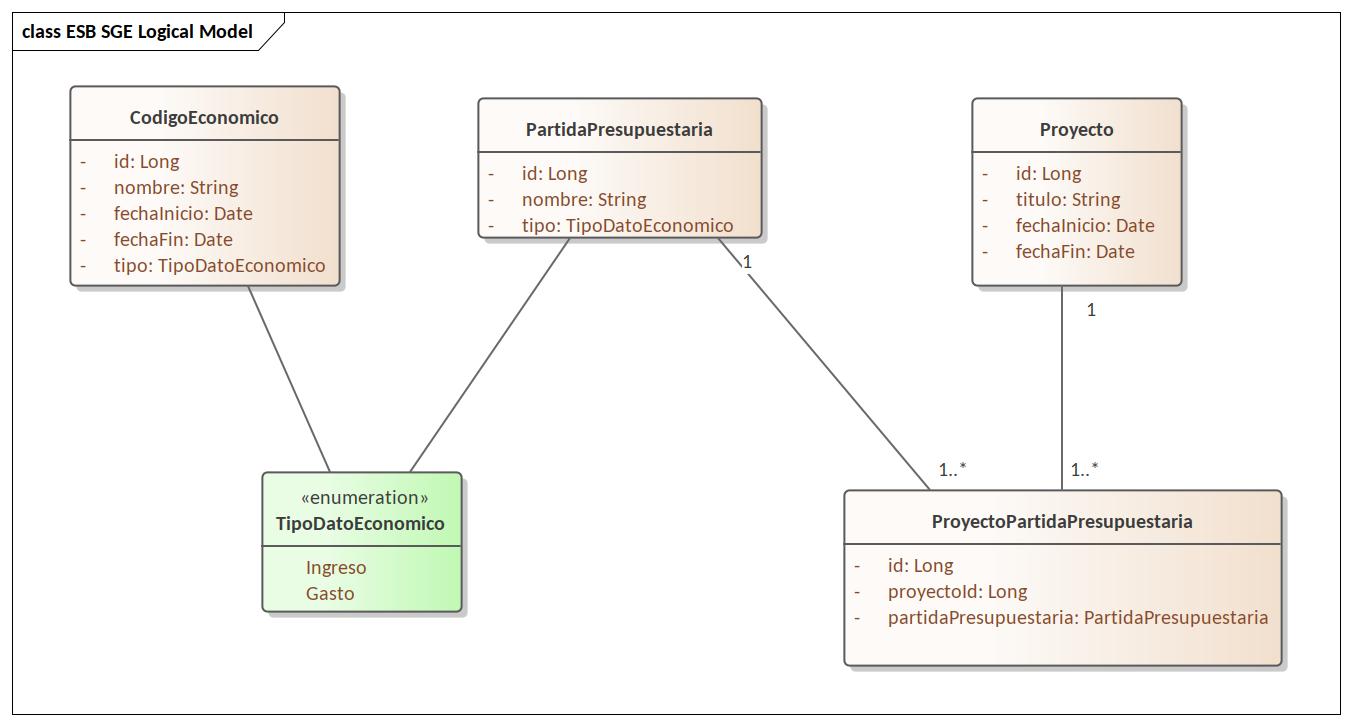 class ESB SGE Logical Model
CodigoEconomico
- id: Long
- nombre: String
- fechaInicio: Date
- fechaFin: Date
- tipo: TipoDatoEconomico
PartidaPresupuestaria
- id: Long
- nombre: String
- tipo: TipoDatoEconomico
Proyecto
- id: Long
- titulo: String
- fechaInicio: Date
- fechaFin: Date
1
1
1..*
1..*
«enumeration»
TipoDatoEconomico
Ingreso
Gasto
ProyectoPartidaPresupuestaria
- id: Long
- proyectoId: Long
- partidaPresupuestaria: PartidaPresupuestaria